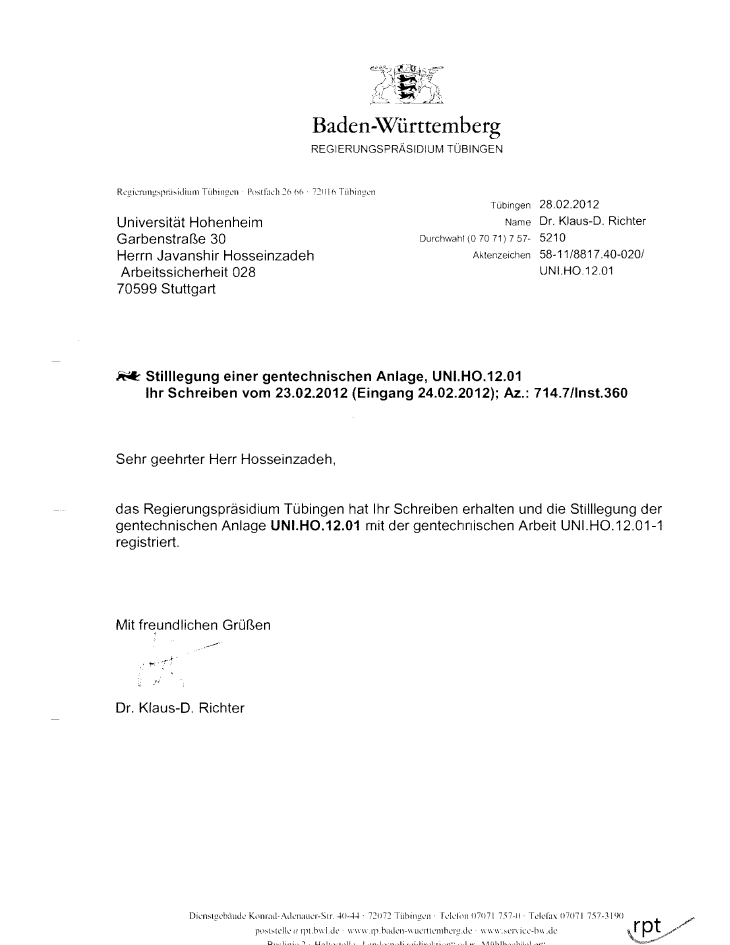 Baden-Württemberg
REGIERUNGSPRÄSIDIUM TÜBINGEN
Regierungspräsidium Tübingen · Postfach 26 66 · 72016 Tübingen
Universität Hohenheim
Garbenstraße 30
Herrn Javanshir Hosseinzadeh
Arbeitssicherheit 028
70599 Stuttgart
Tübingen 28.02.2012
Name Dr. Klaus-D. Richter
Durchwahl (0 70 71) 7 57- 5210
Aktenzeichen 58-11/8817.40-020/
UNI.HO.12.01
Stilllegung einer gentechnischen Anlage, UNI.HO.12.01
Ihr Schreiben vom 23.02.2012 (Eingang 24.02.2012); Az.: 714.7/Inst.360
Sehr geehrter Herr Hosseinzadeh,
das Regierungspräsidium Tübingen hat Ihr Schreiben erhalten und die Stilllegung der
gentechnischen Anlage UNI.HO.12.01 mit der gentechnischen Arbeit UNI.HO.12.01-1
registriert.
Mit freundlichen Grüßen
Dr. Klaus-D. Richter
Dienstgebäude Konrad-Adenauer-Str. 40-44 · 72072 Tübingen · Telefon 07071 757-0 · Telefax 07071 757-3190
poststelle@rpt.bwl.de · www.rp.baden-wuerttemberg.de · www.service-bw.de
rpt